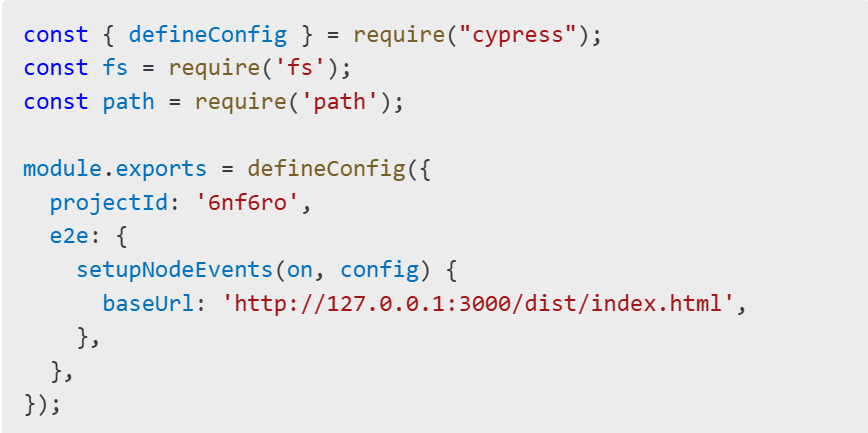 const { defineConfig } = require("cypress");
const fs = require('fs');
const path = require('path');

module.exports = defineConfig({
  projectId: '6nf6ro',
  e2e: {
    setupNodeEvents(on, config) {
      baseUrl: 'http://127.0.0.1:3000/dist/index.html',
    },
  },
});